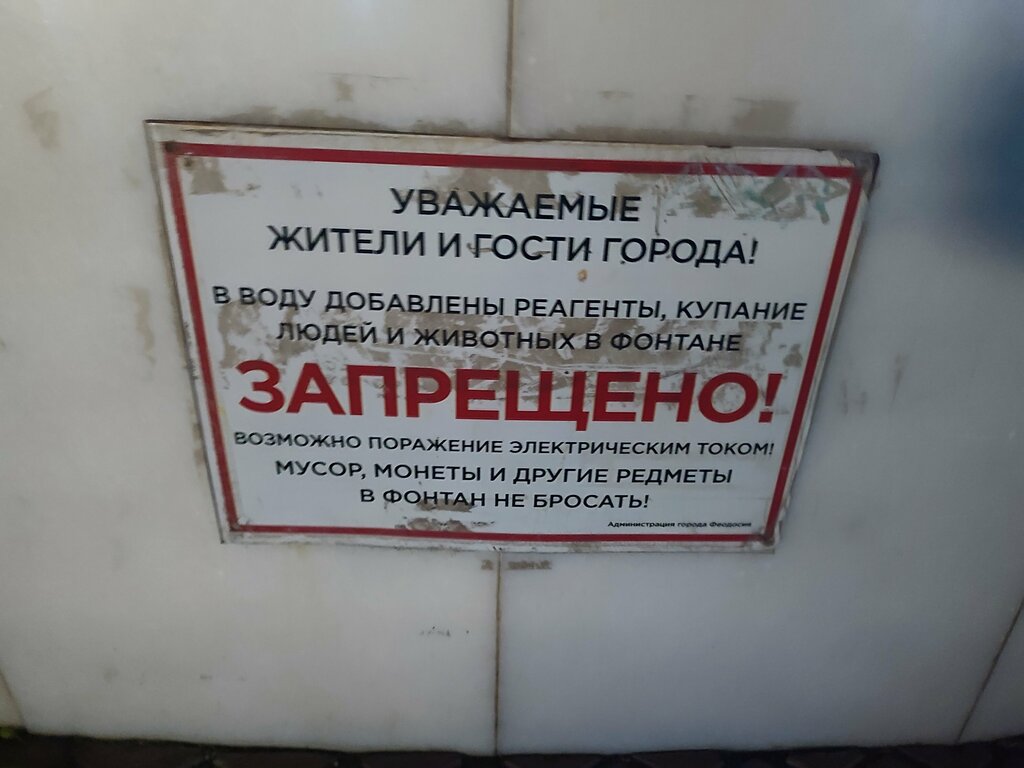 УВАЖАЕМЫЕ
ЖИТЕЛИ И ГОСТИ ГОРОДА!
В ВОДУ ДОБАВЛЕНЫ РЕАГЕНТЫ, КУПАНИЕ
ЛЮДЕЙ И ЖИВОТНЫХ В ФОНТАНЕ
ЗАПРЕЩЕНО!
ВОЗМОЖНО ПОРАЖЕНИЕ ЭЛЕКТРИЧЕСКИМ ТОКОМ!
МУСОР, МОНЕТЫ И ДРУГИЕ РЕДМЕТЫ
В ФОНТАН НЕ БРОСАТЬ!
Администрация города Феодосия